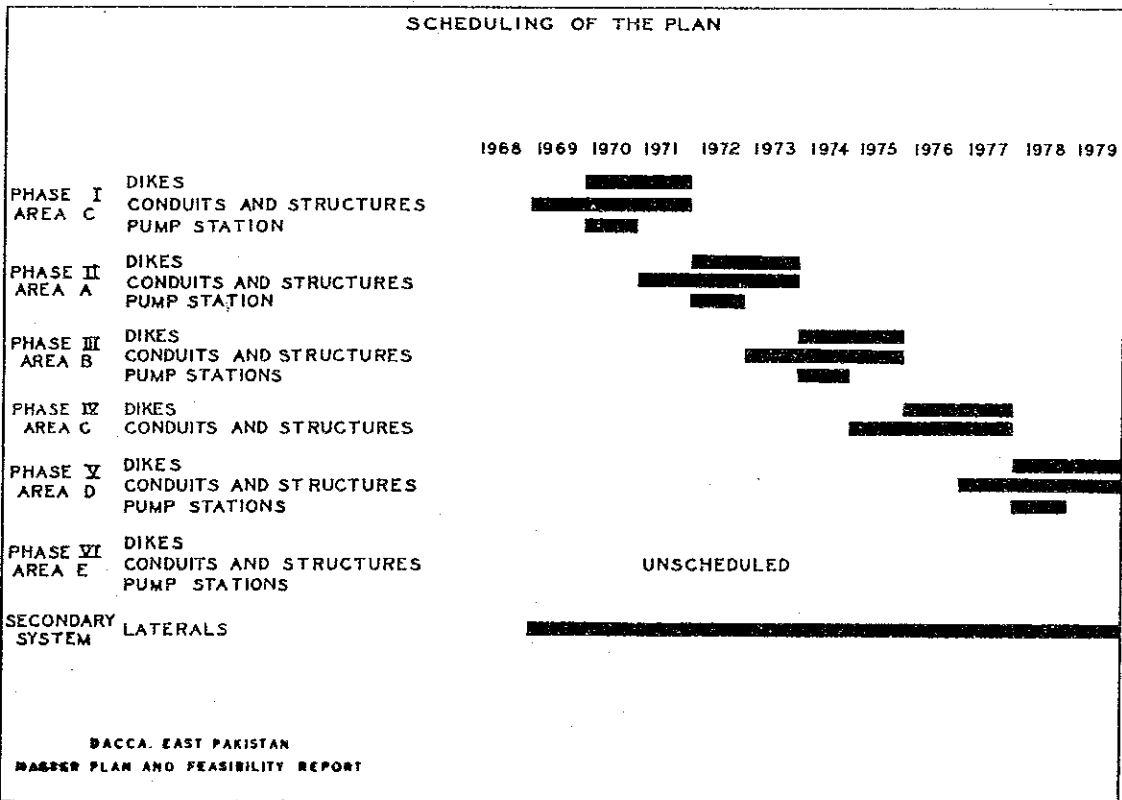 SCHEDULING OF THE PLAN
1968 1969 1970 1971 1972 1973 1974 1975 1976 1977 1978 1979
PHASE I
AREA C
DIKES
CONDUITS AND STRUCTURES
PUMP STATION
PHASE II
AREA A
DIKES
CONDUITS AND STRUCTURES
PUMP STATION
PHASE III
AREA B
DIKES
CONDUITS AND STRUCTURES
PUMP STATIONS
PHASE IV
AREA C
DIKES
CONDUITS AND STRUCTURES
PHASE V
AREA D
DIKES
CONDUITS AND STRUCTURES
PUMP STATIONS
PHASE VI
AREA E
DIKES
CONDUITS AND STRUCTURES
PUMP STATIONS
UNSCHEDULED
SECONDARY
SYSTEM
LATERALS
DACCA. EAST PAKISTAN
MASTER PLAN AND FEASIBILITY REPORT